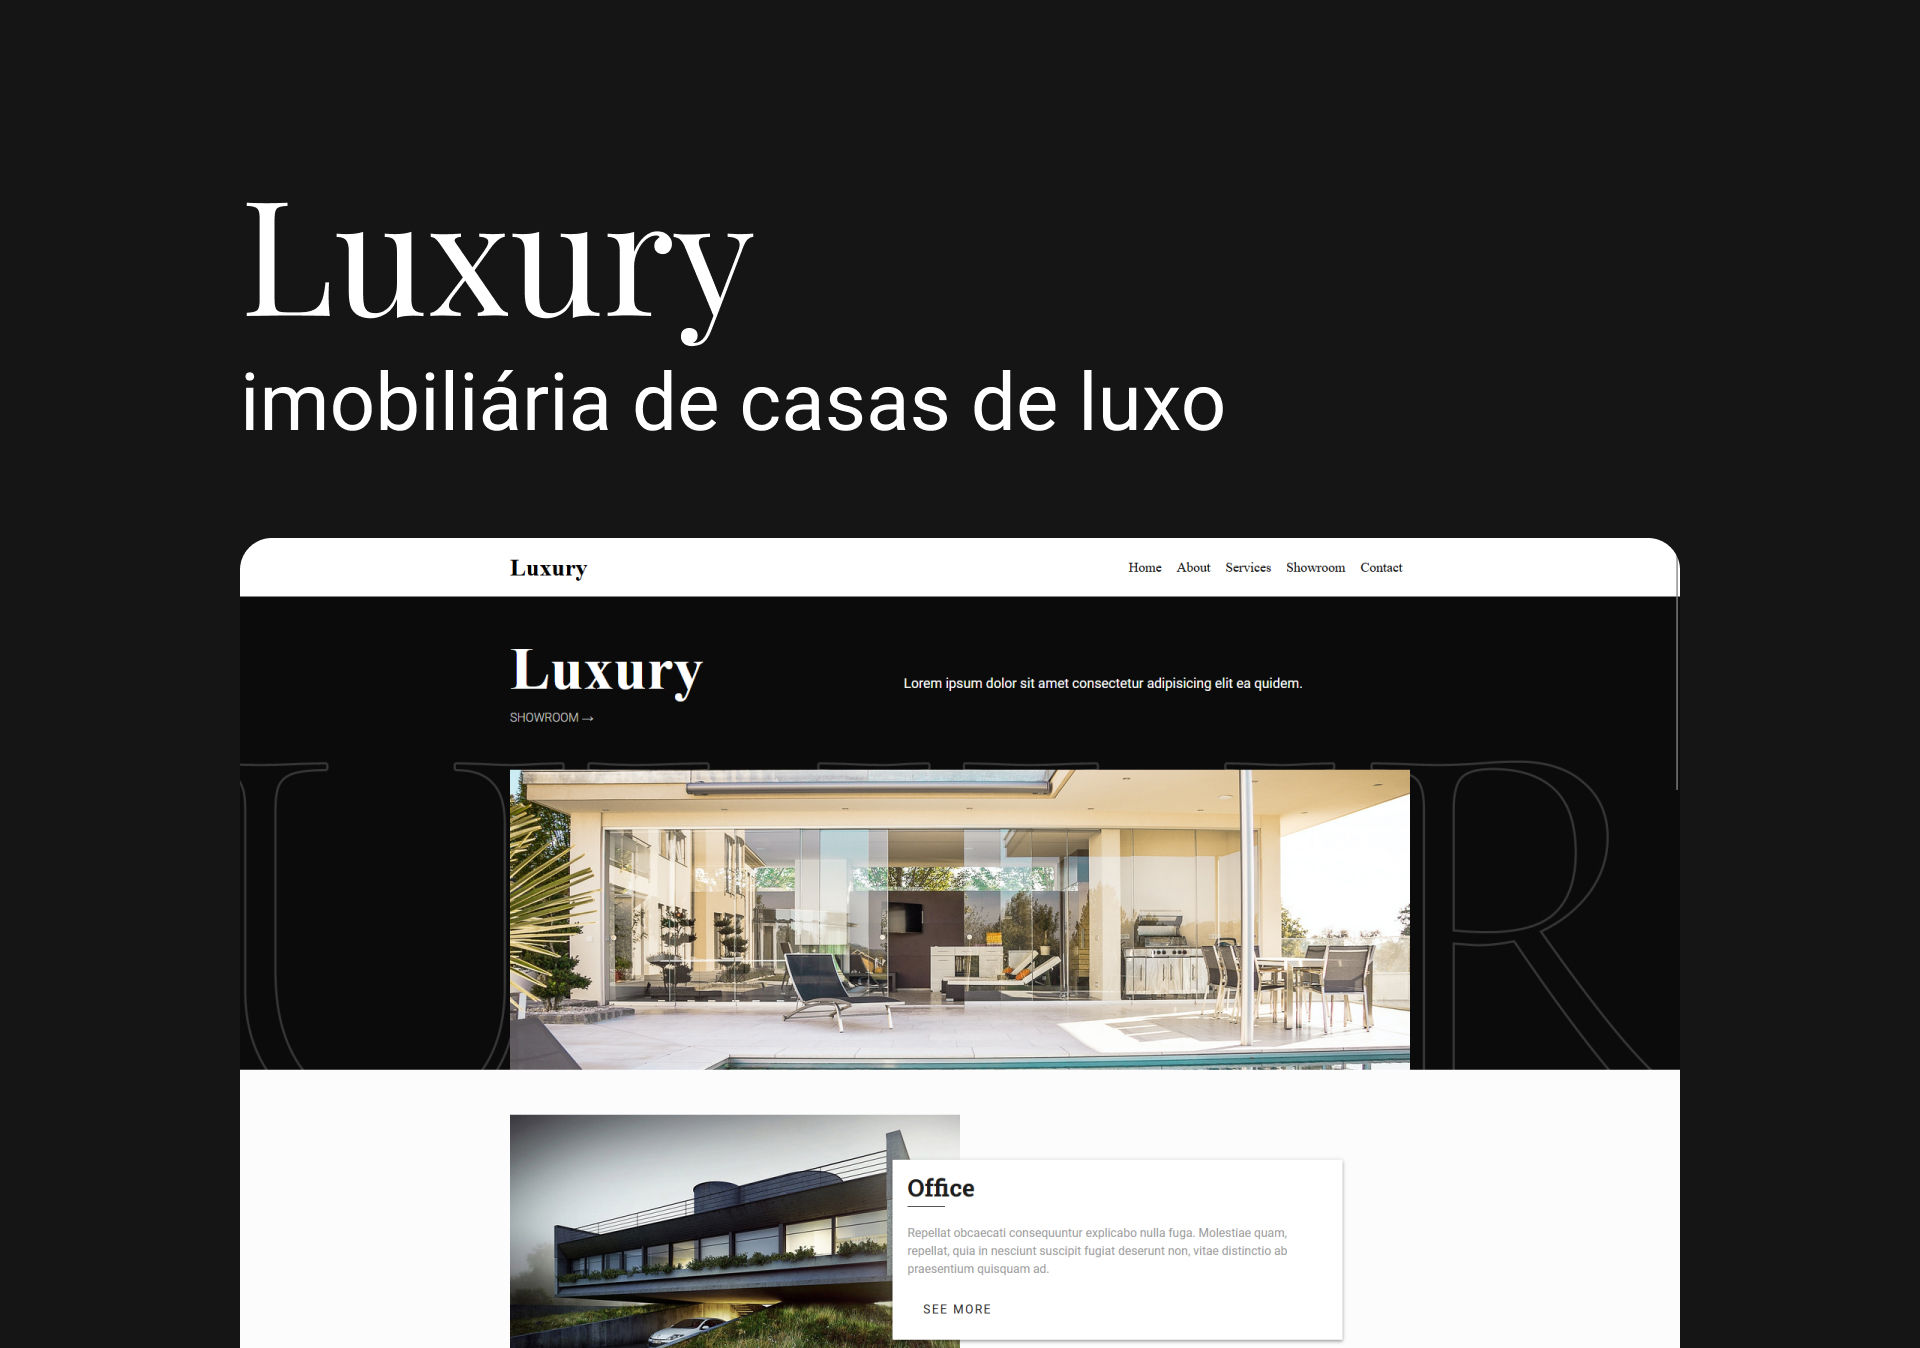 Luxury
imobiliária de casas de luxo
Luxury
Home About Services Showroom Contact
Luxury
Lorem ipsum dolor sit amet consectetur adipisicing elit ea quidem.
SHOWROOM →
U X U R
Office
Repellat obcaecati consequuntur explicabo nulla fuga. Molestiae quam,
repellat, quia in nesciunt suscipit fugiat deserunt non, vitae distinctio ab
praesentium quisquam ad.
SEE MORE